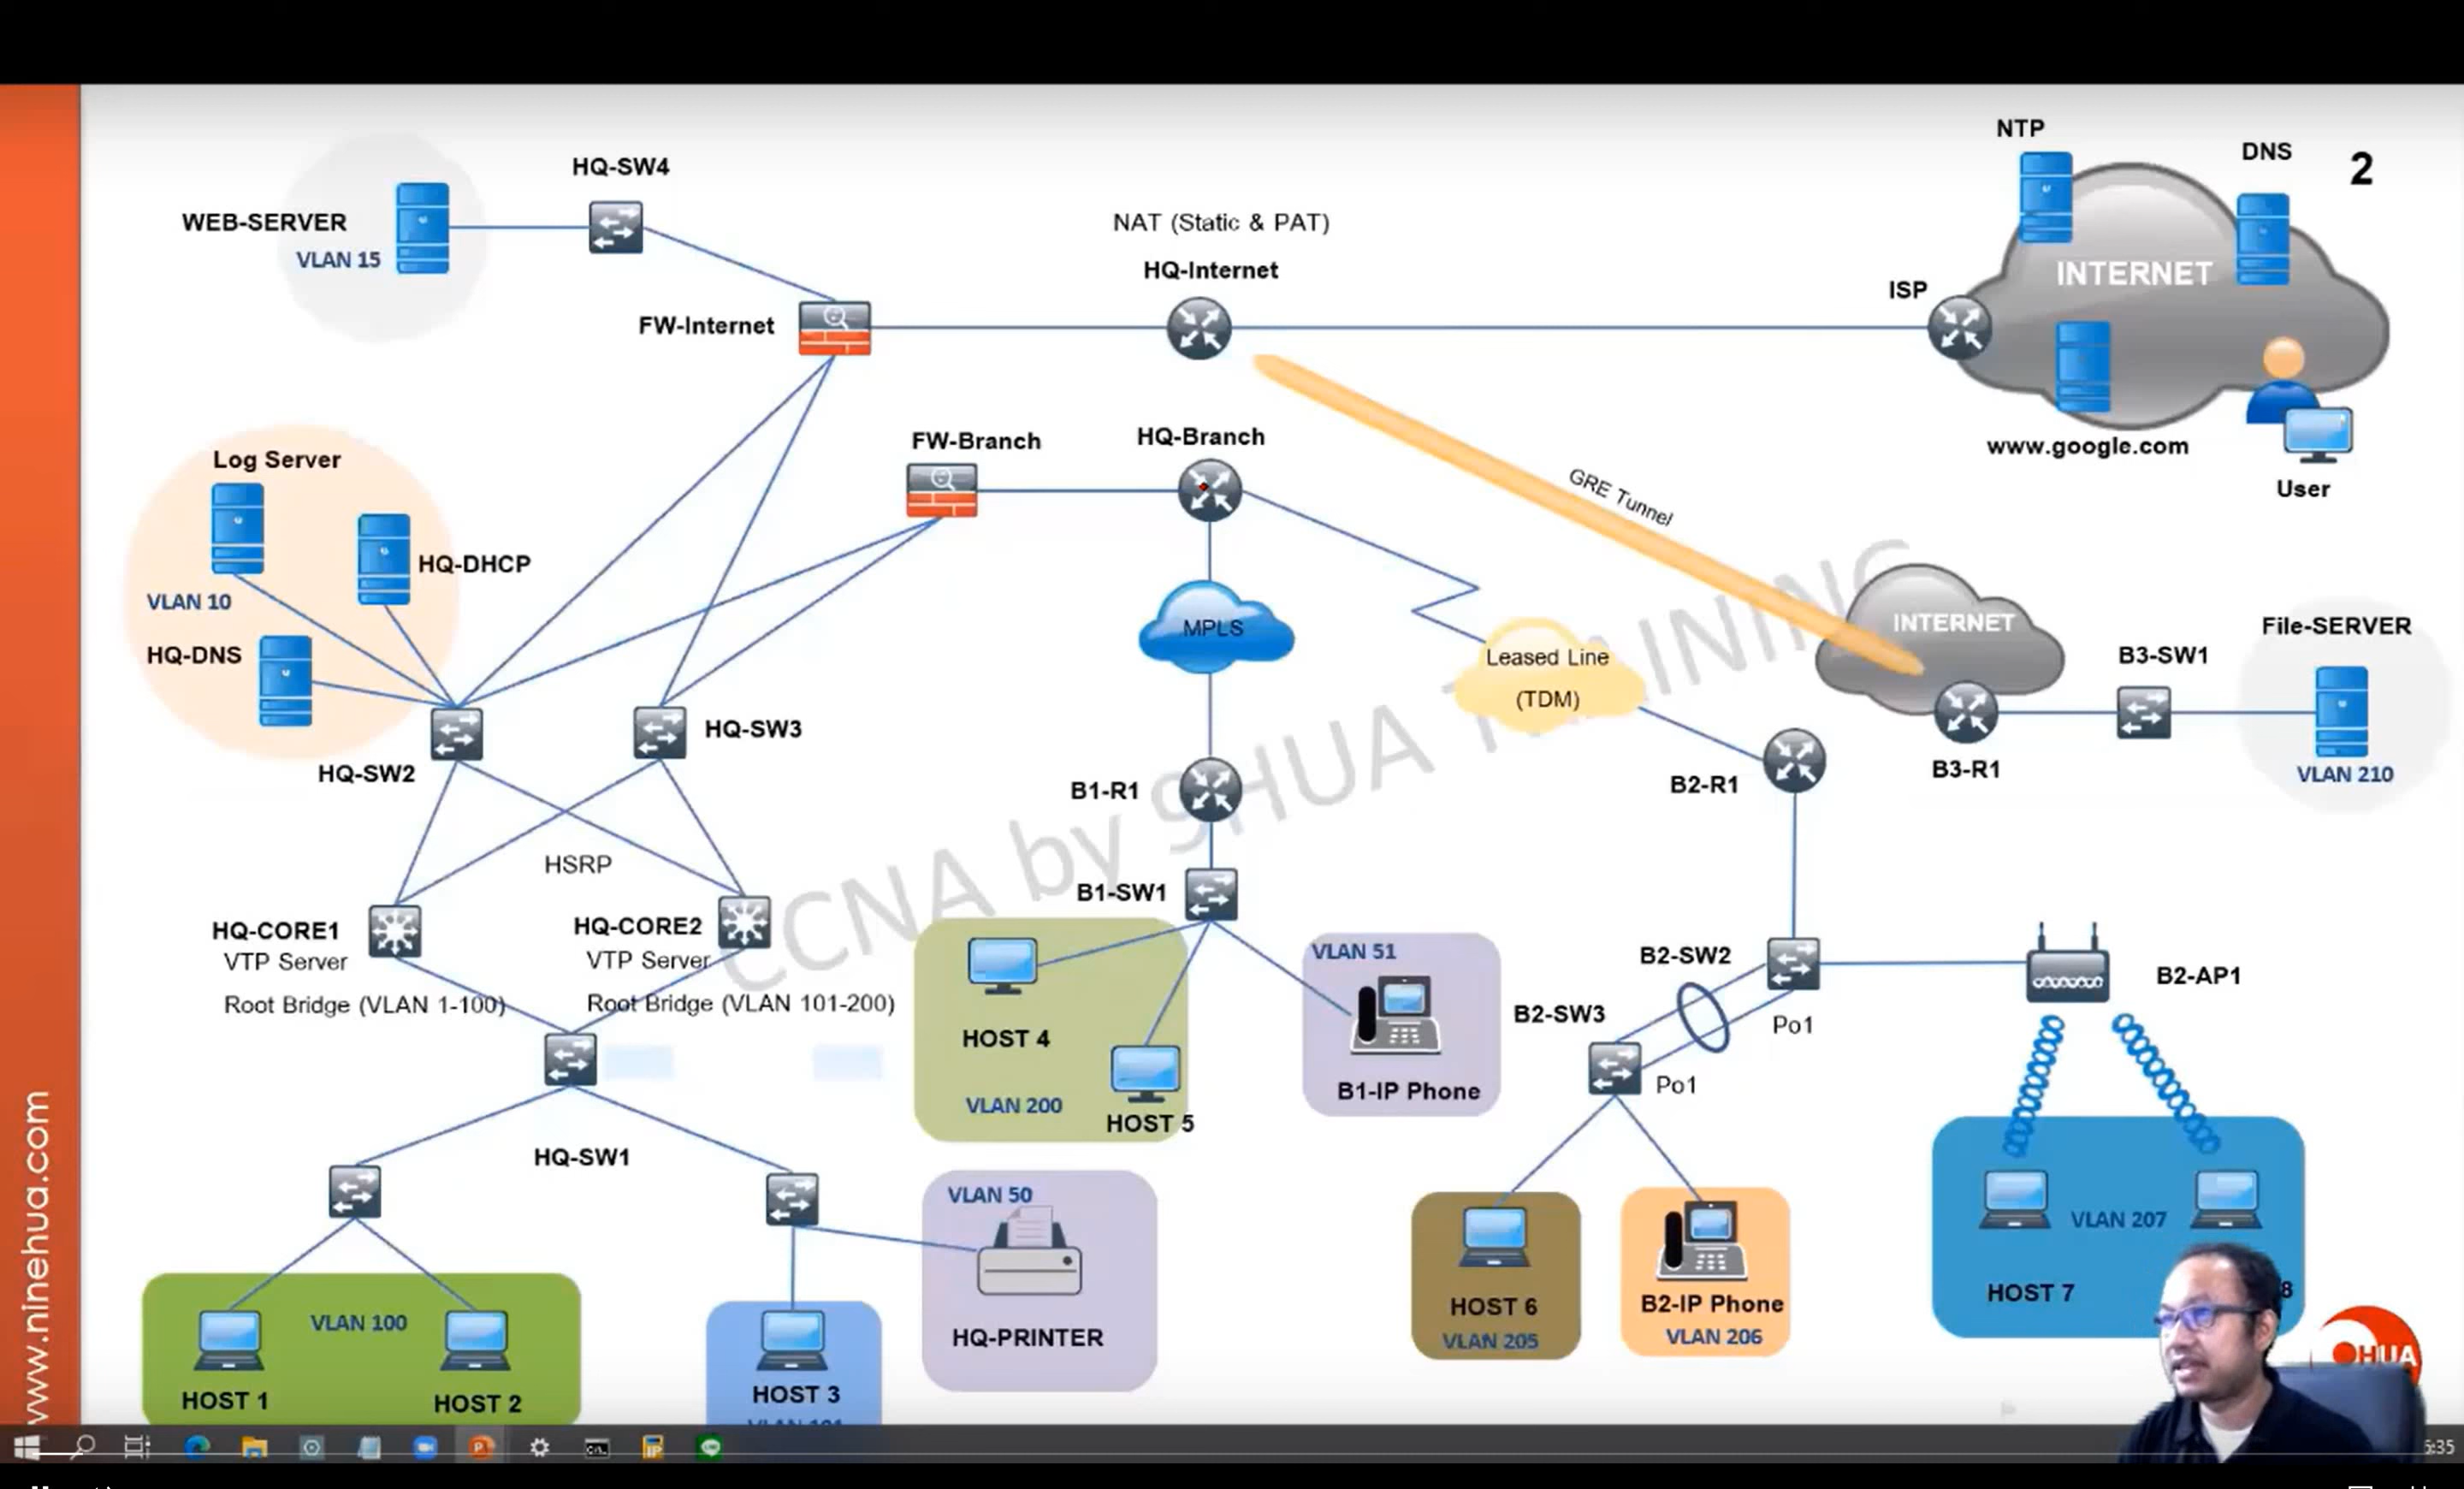 NTP
DNS
2
HQ-SW4
WEB-SERVER
VLAN 15
NAT (Static & PAT)
HQ-Internet
INTERNET
ISP
FW-Internet
www.google.com
User
FW-Branch
HQ-Branch
GRE Tunnel
Log Server
HQ-DHCP
VLAN 10
HQ-DNS
MPLS
Leased Line
(TDM)
INTERNET
File-SERVER
B3-SW1
VLAN 210
B3-R1
HQ-SW3
HQ-SW2
B1-R1
B2-R1
CCNA by 9HUA TRAINING
HSRP
HQ-CORE1
VTP Server
Root Bridge (VLAN 1-100)
HQ-CORE2
VTP Server
Root Bridge (VLAN 101-200)
B1-SW1
HOST 4
VLAN 200
HOST 5
VLAN 51
B1-IP Phone
B2-SW2
B2-SW3
Po1
Po1
B2-AP1
HQ-SW1
VLAN 50
HQ-PRINTER
VLAN 100
HOST 1
HOST 2
HOST 3
VLAN 101
HOST 6
VLAN 205
B2-IP Phone
VLAN 206
VLAN 207
HOST 7
8
HUA
www.ninehua.com
:35